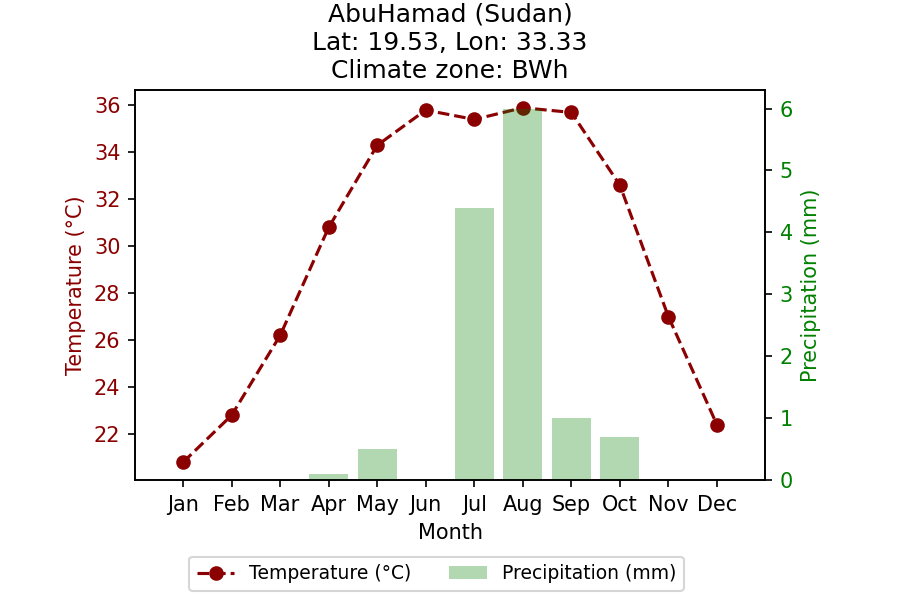 AbuHamad (Sudan)
Lat: 19.53, Lon: 33.33
Climate zone: BWh
36
34
32
30
28
26
24
22
Temperature (°C)
6
5
4
3
2
1
0
Precipitation (mm)
Jan Feb Mar Apr May Jun Jul Aug Sep Oct Nov Dec
Month
Temperature (°C) Precipitation (mm)